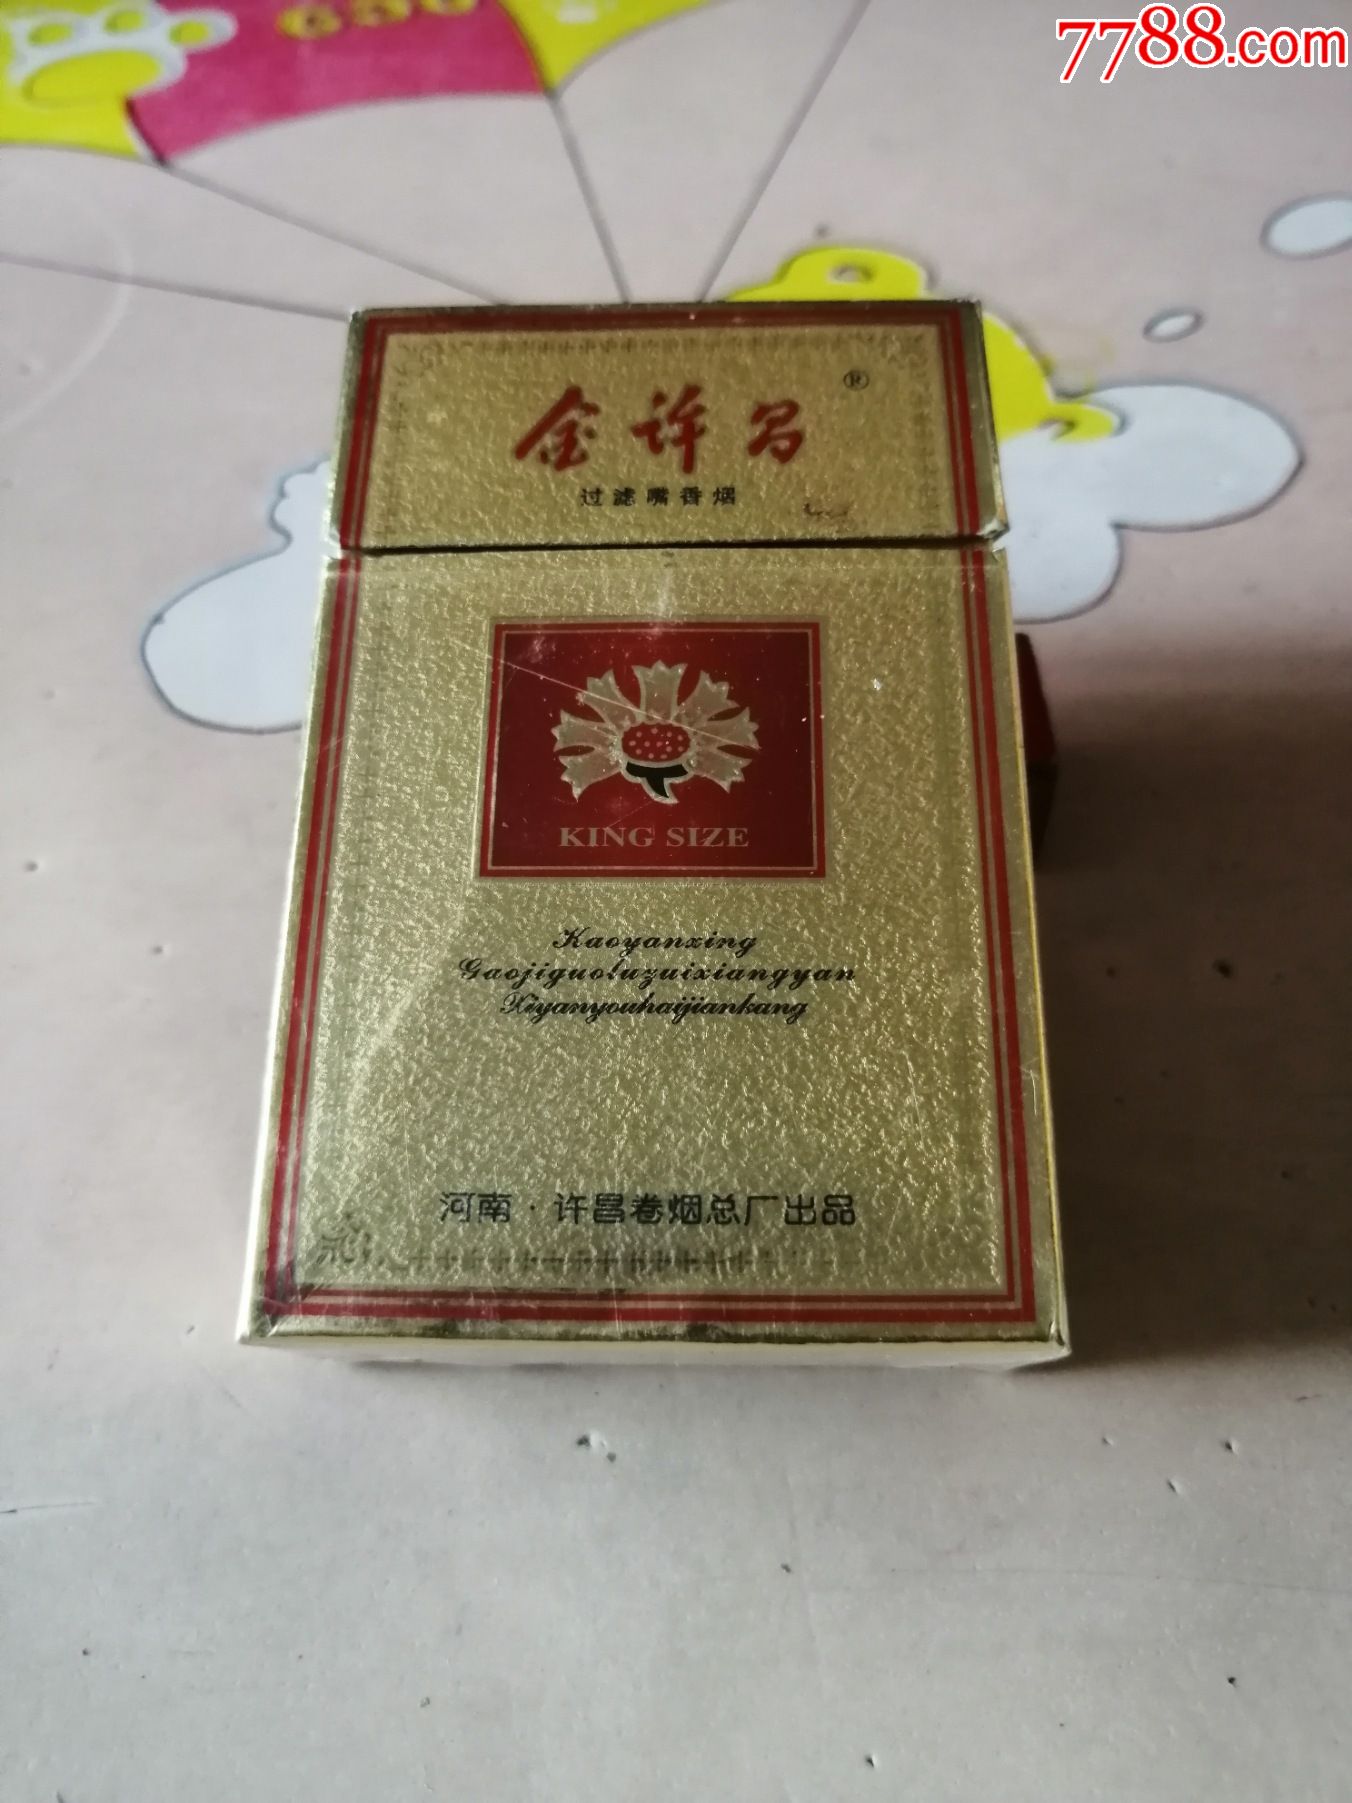 7788.com
金许昌®
过滤嘴香烟
KING SIZE
Kaoyanxing
Gaojiguoluzuixiangyan
Xiyanyouhaijiankang
河南·许昌卷烟总厂出品